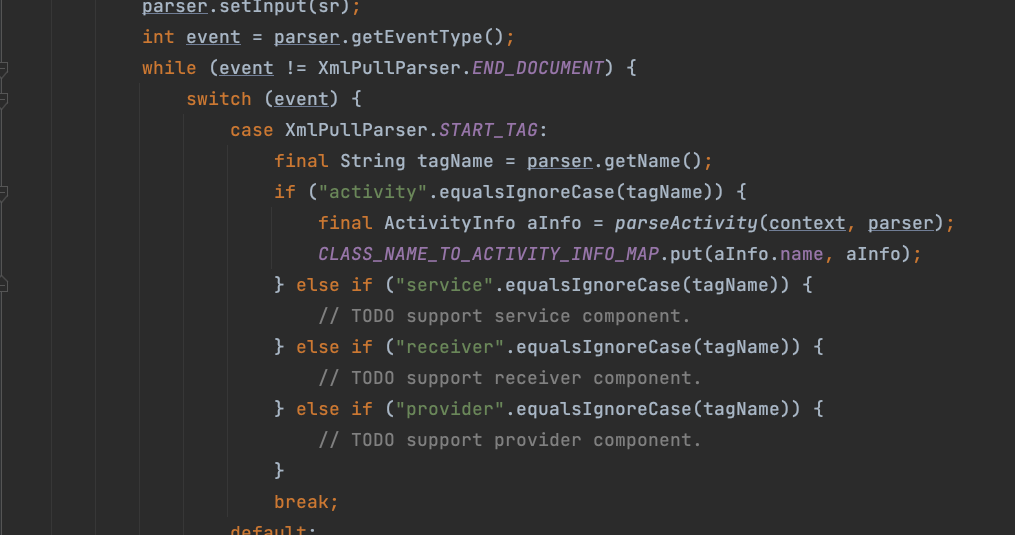 parser.setInput(sr);
int event = parser.getEventType();
while (event != XmlPullParser.END_DOCUMENT) {
switch (event) {
case XmlPullParser.START_TAG:
final String tagName = parser.getName();
if ("activity".equalsIgnoreCase(tagName)) {
final ActivityInfo aInfo = parseActivity(context, parser);
CLASS_NAME_TO_ACTIVITY_INFO_MAP.put(aInfo.name, aInfo);
} else if ("service".equalsIgnoreCase(tagName)) {
// TODO support service component.
} else if ("receiver".equalsIgnoreCase(tagName)) {
// TODO support receiver component.
} else if ("provider".equalsIgnoreCase(tagName)) {
// TODO support provider component.
}
break;
default: